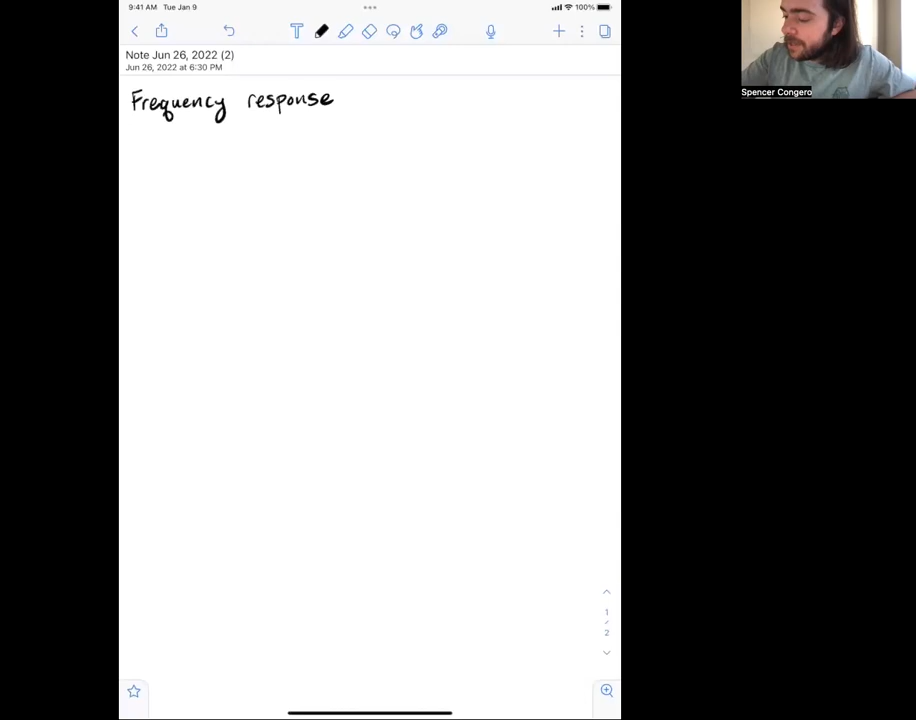 9:41 AM Tue Jan 9
100%
T
Note Jun 26, 2022 (2)
Jun 26, 2022 at 6:30 PM
Frequency response
Spencer Congero
1
2